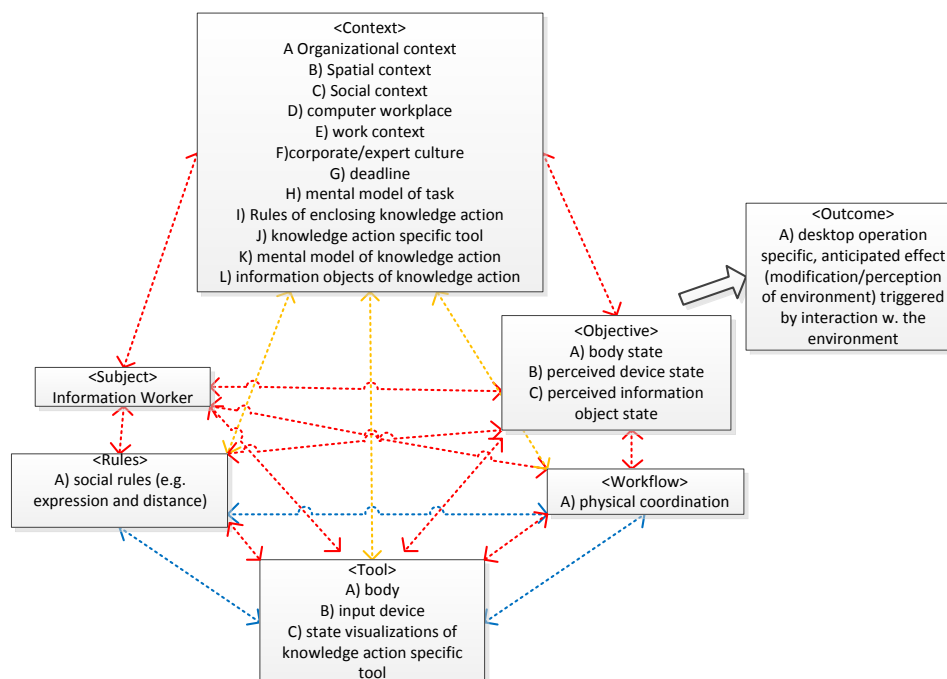 <Context>
A Organizational context
B) Spatial context
C) Social context
D) computer workplace
E) work context
F)corporate/expert culture
G) deadline
H) mental model of task
I) Rules of enclosing knowledge action
J) knowledge action specific tool
K) mental model of knowledge action
L) information objects of knowledge action
<Outcome>
A) desktop operation
specific, anticipated effect
(modification/perception
of environment) triggered
by interaction w. the
environment
<Objective>
A) body state
B) perceived device state
C) perceived information
object state
<Subject>
Information Worker
<Rules>
A) social rules (e.g.
expression and distance)
<Workflow>
A) physical coordination
<Tool>
A) body
B) input device
C) state visualizations of
knowledge action specific
tool